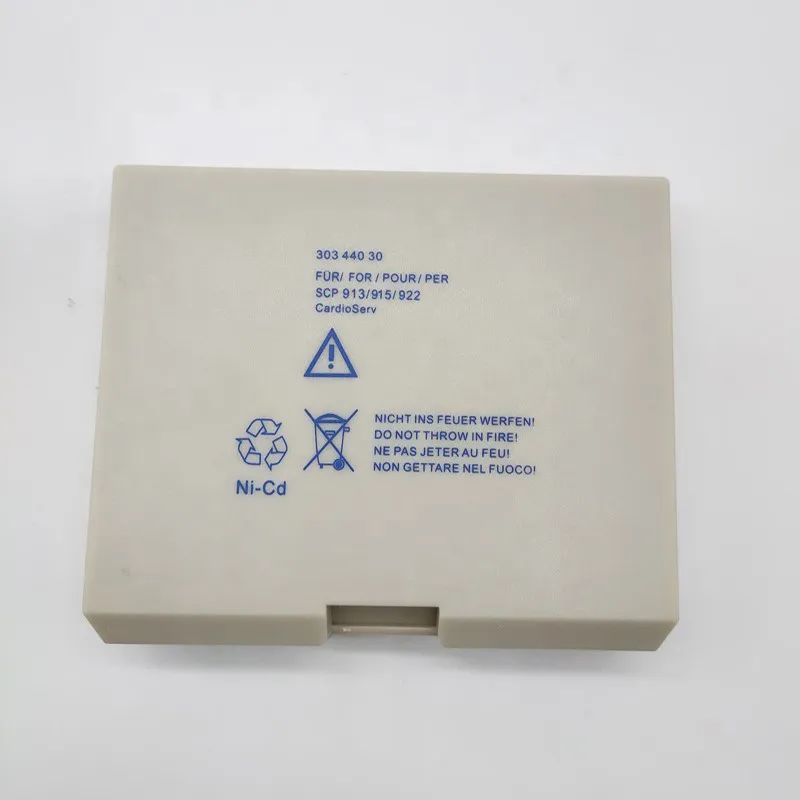 303 440 30
FÜR/ FOR / POUR / PER
SCP 913/915/922
CardioServ
NICHT INS FEUER WERFEN!
DO NOT THROW IN FIRE!
NE PAS JETER AU FEU!
NON GETTARE NEL FUOCO!
Ni-Cd